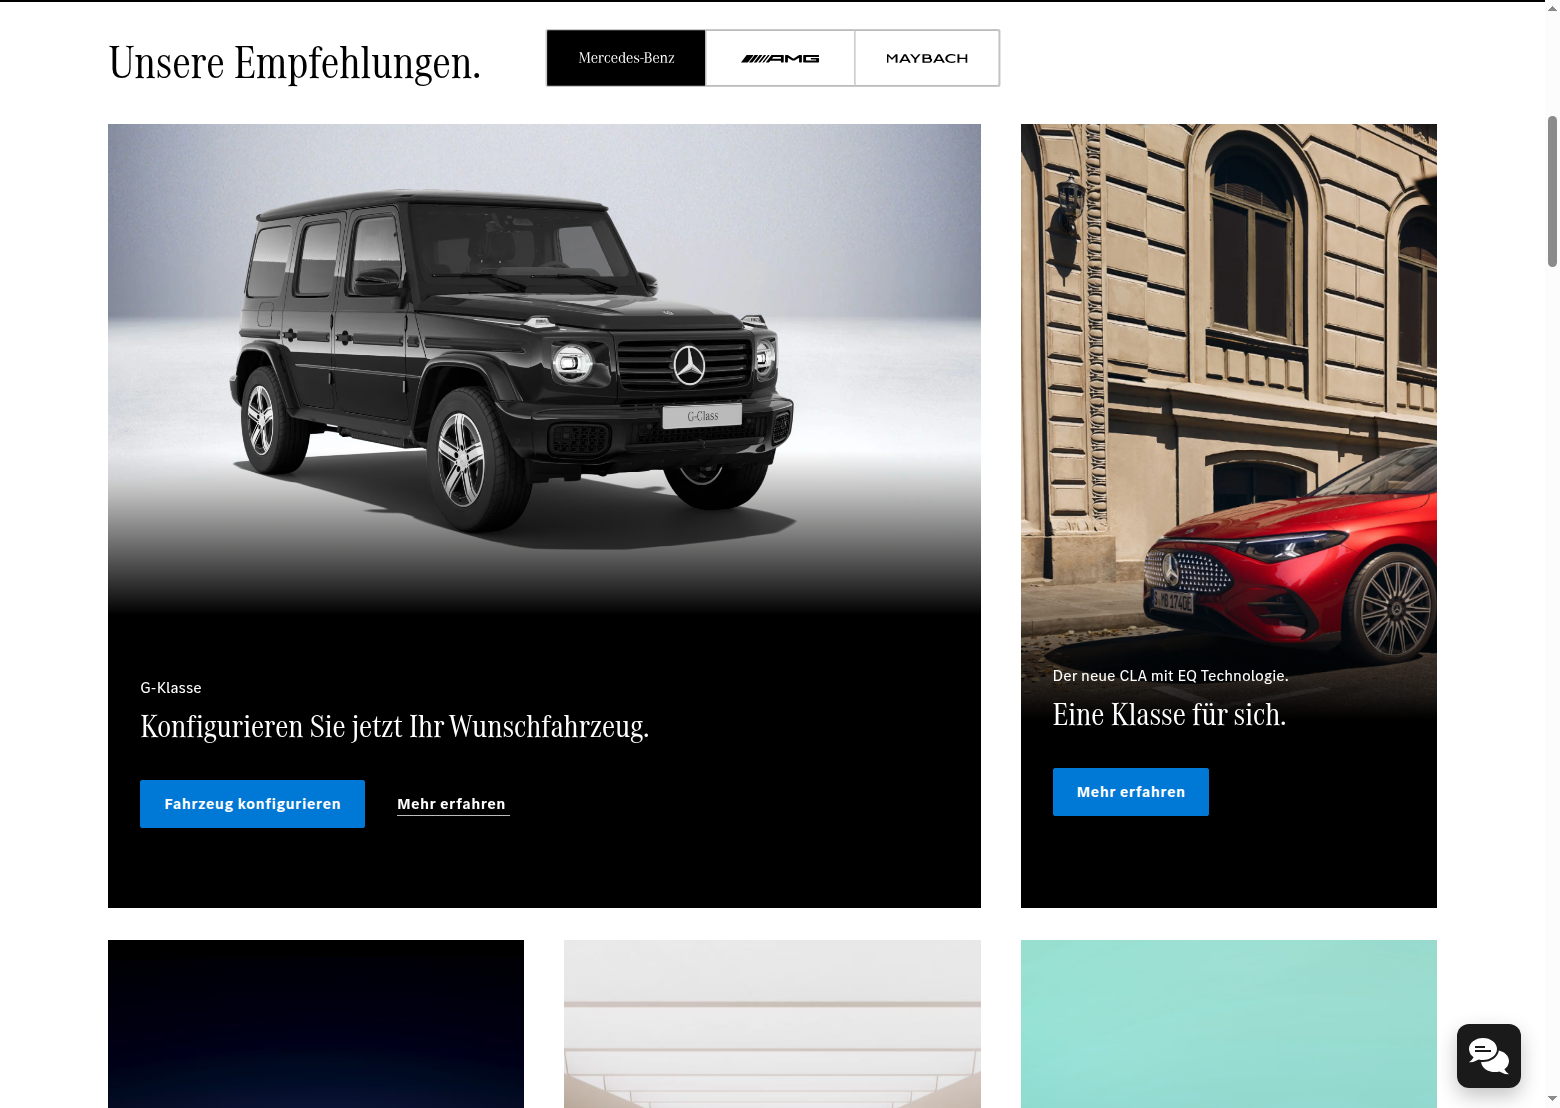 Unsere Empfehlungen.
Mercedes-Benz
AMG
MAYBACH
G-Class
G-Klasse
Konfigurieren Sie jetzt Ihr Wunschfahrzeug.
Fahrzeug konfigurieren
Mehr erfahren
Der neue CLA mit EQ Technologie.
Eine Klasse für sich.
Mehr erfahren